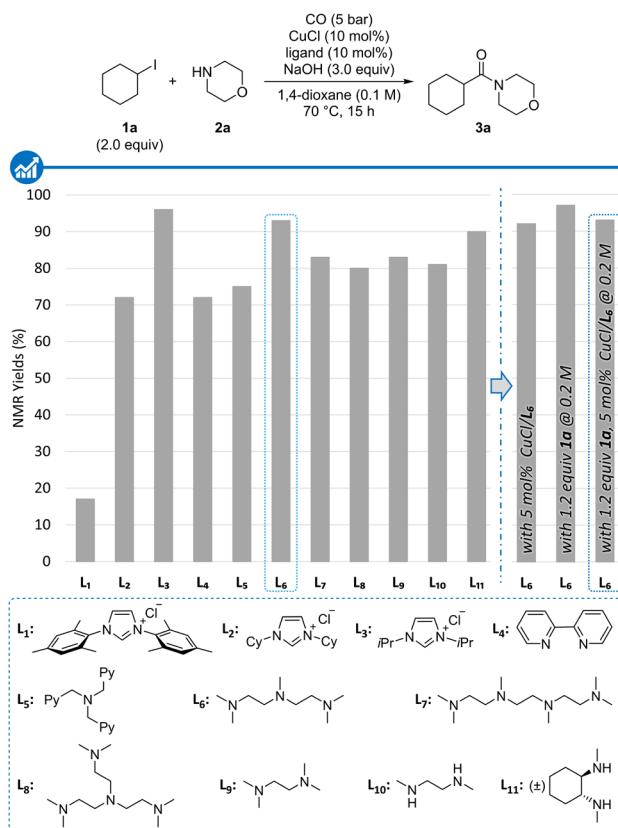 CO (5 bar)
CuCl (10 mol%)
ligand (10 mol%)
NaOH (3.0 equiv)
1,4-dioxane (0.1 M)
70 °C, 15 h
I
+
HN
O
O
N
O
1a
2a
3a
(2.0 equiv)
NMR Yields (%)
100
90
80
70
60
50
40
30
20
10
0
with 5 mol% CuCl/L6
with 1.2 equiv 1a @ 0.2 M
with 1.2 equiv 1a, 5 mol% CuCl/L6 @ 0.2 M
L1 L2 L3 L4 L5 L6 L7 L8 L9 L10 L11 L6 L6 L6
L1: N N + Cl−
L2: Cy N N + Cy Cl−
L3: iPr N N + iPr Cl−
L4: N N
L5: Py N Py Py
L6: N N N
L7: N N N N
L8: N N N N
L9: N N
L10: N H H N
L11: (±) NH NH